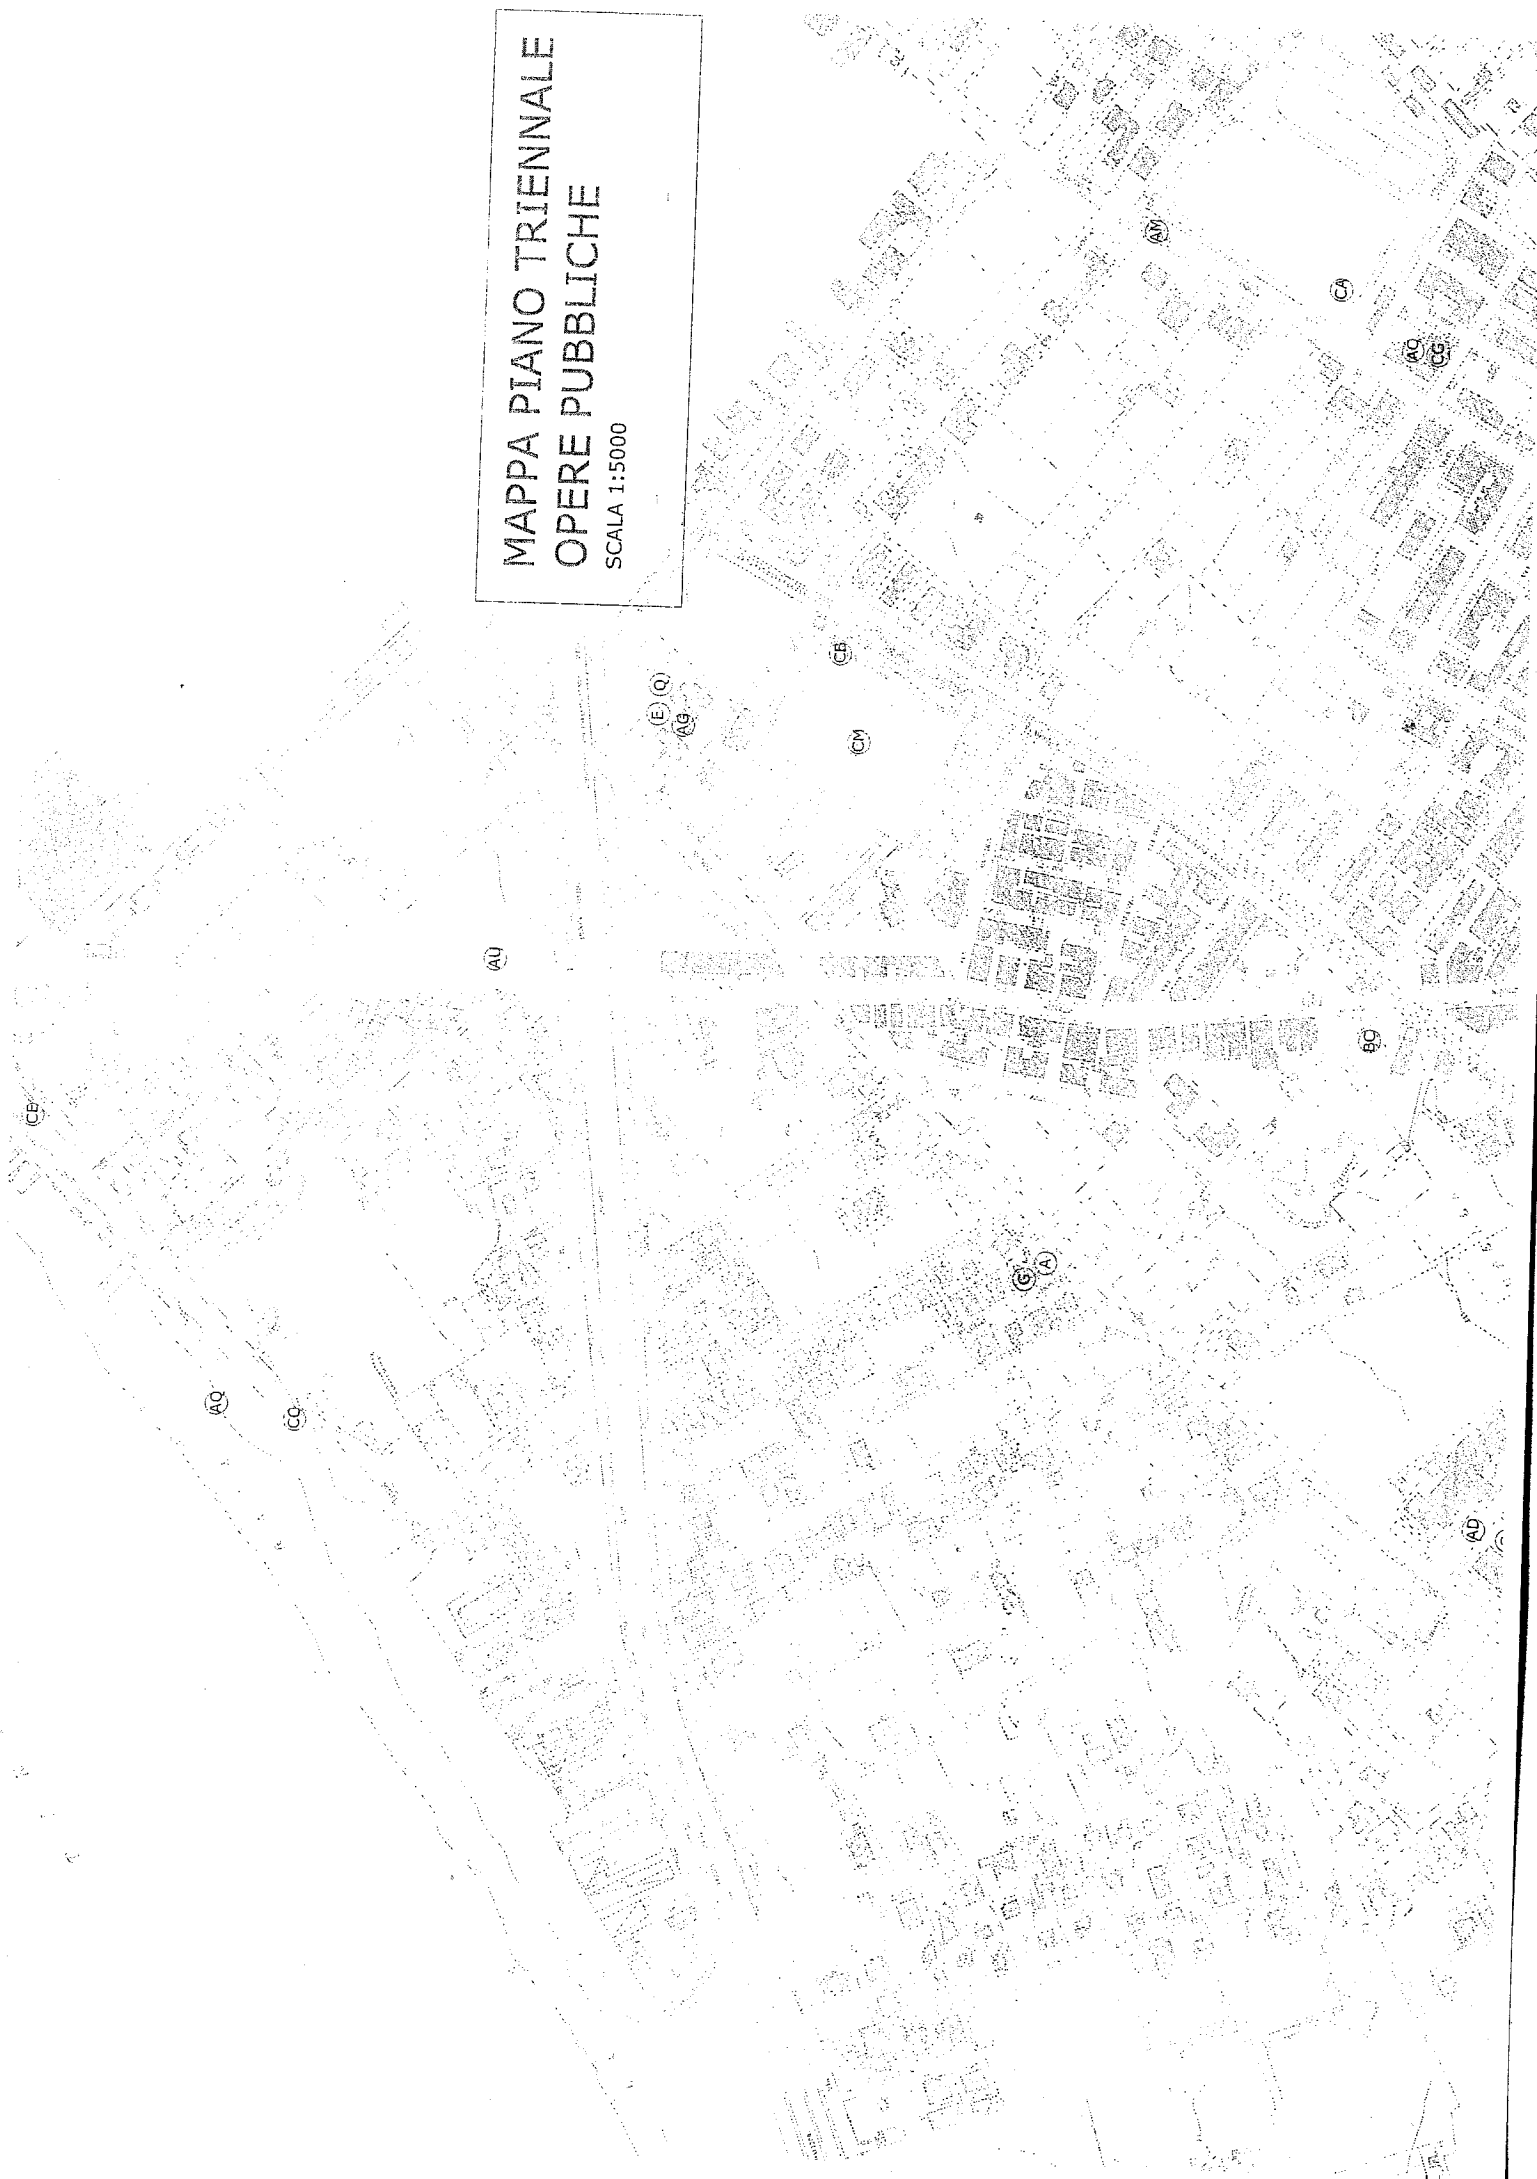 MAPPA PIANO TRIENNALE
OPERE PUBBLICHE
SCALA 1:5000
CE
AQ
CQ
AU
E
Q
AG
CB
CM
AM
CA
AQ
CG
BQ
G
A
AD